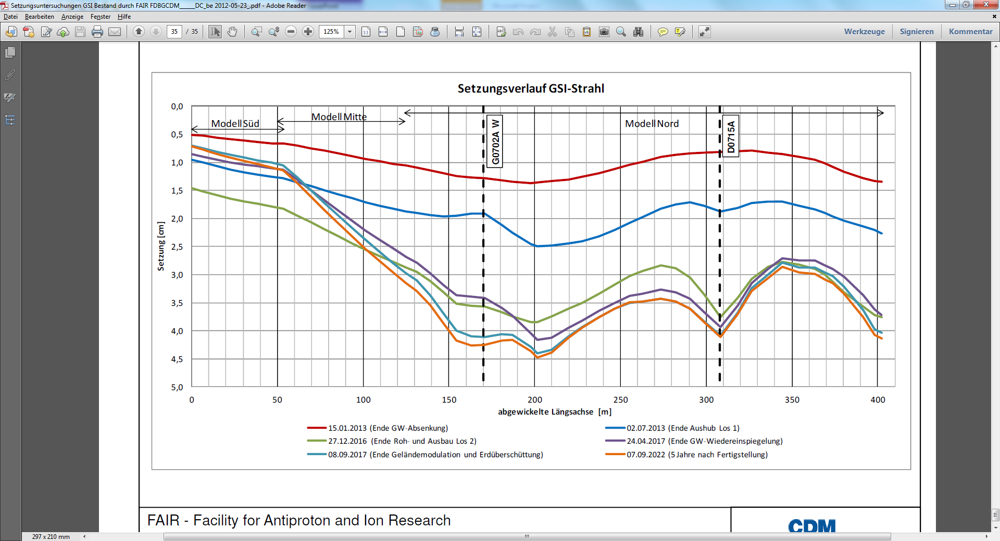 Setzungsuntersuchungen GSI Bestand durch FAIR FDBGCDM_____DC_be 2012-05-23_.pdf - Adobe Reader
Datei Bearbeiten Anzeige Fenster Hilfe
35 / 35 125% Werkzeuge Signieren Kommentar
Setzungsverlauf GSI-Strahl
Modell Süd
Modell Mitte
Modell Nord
G0702A W
D0715A
Setzung [cm]
0,0
0,5
1,0
1,5
2,0
2,5
3,0
3,5
4,0
4,5
5,0
0 50 100 150 200 250 300 350 400
abgewickelte Längsachse [m]
15.01.2013 (Ende GW-Absenkung)
02.07.2013 (Ende Aushub Los 1)
27.12.2016 (Ende Roh- und Ausbau Los 2)
24.04.2017 (Ende GW-Wiedereinspiegelung)
08.09.2017 (Ende Geländemodulation und Erdüberschüttung)
07.09.2022 (5 Jahre nach Fertigstellung)
FAIR - Facility for Antiproton and Ion Research
CDM
297 x 210 mm